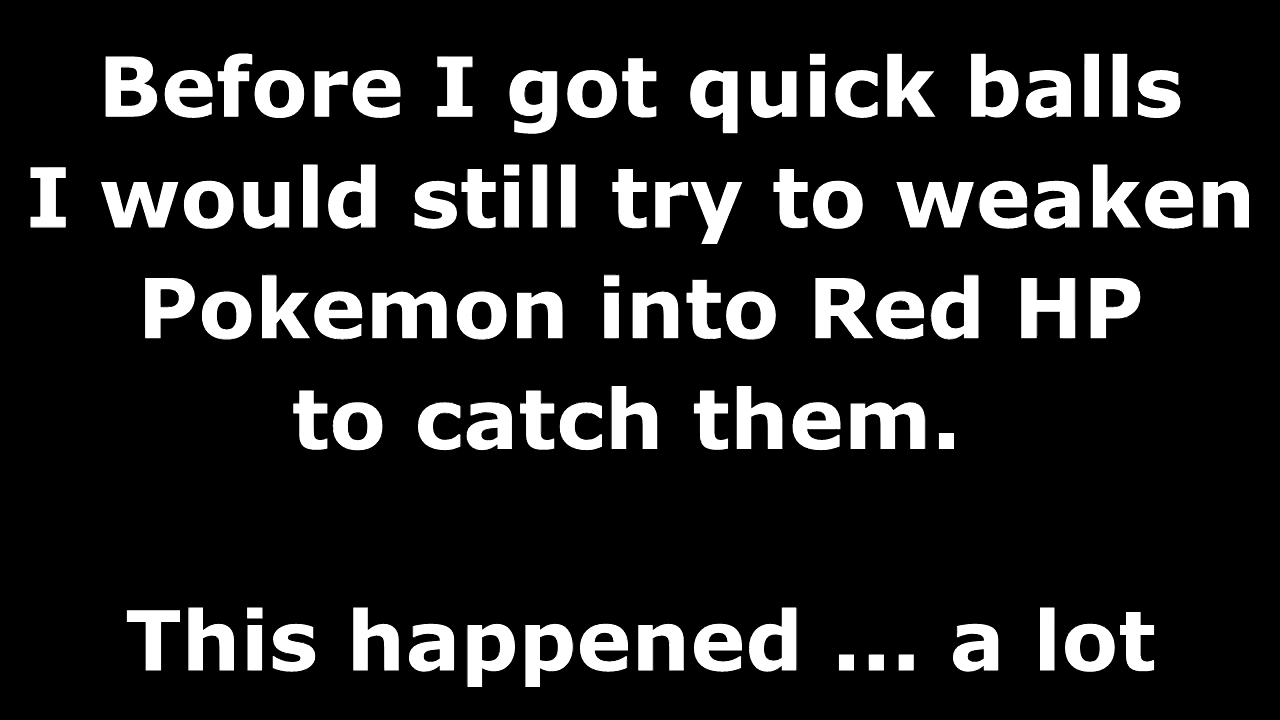 Before I got quick balls
I would still try to weaken
Pokemon into Red HP
to catch them.
This happened ... a lot